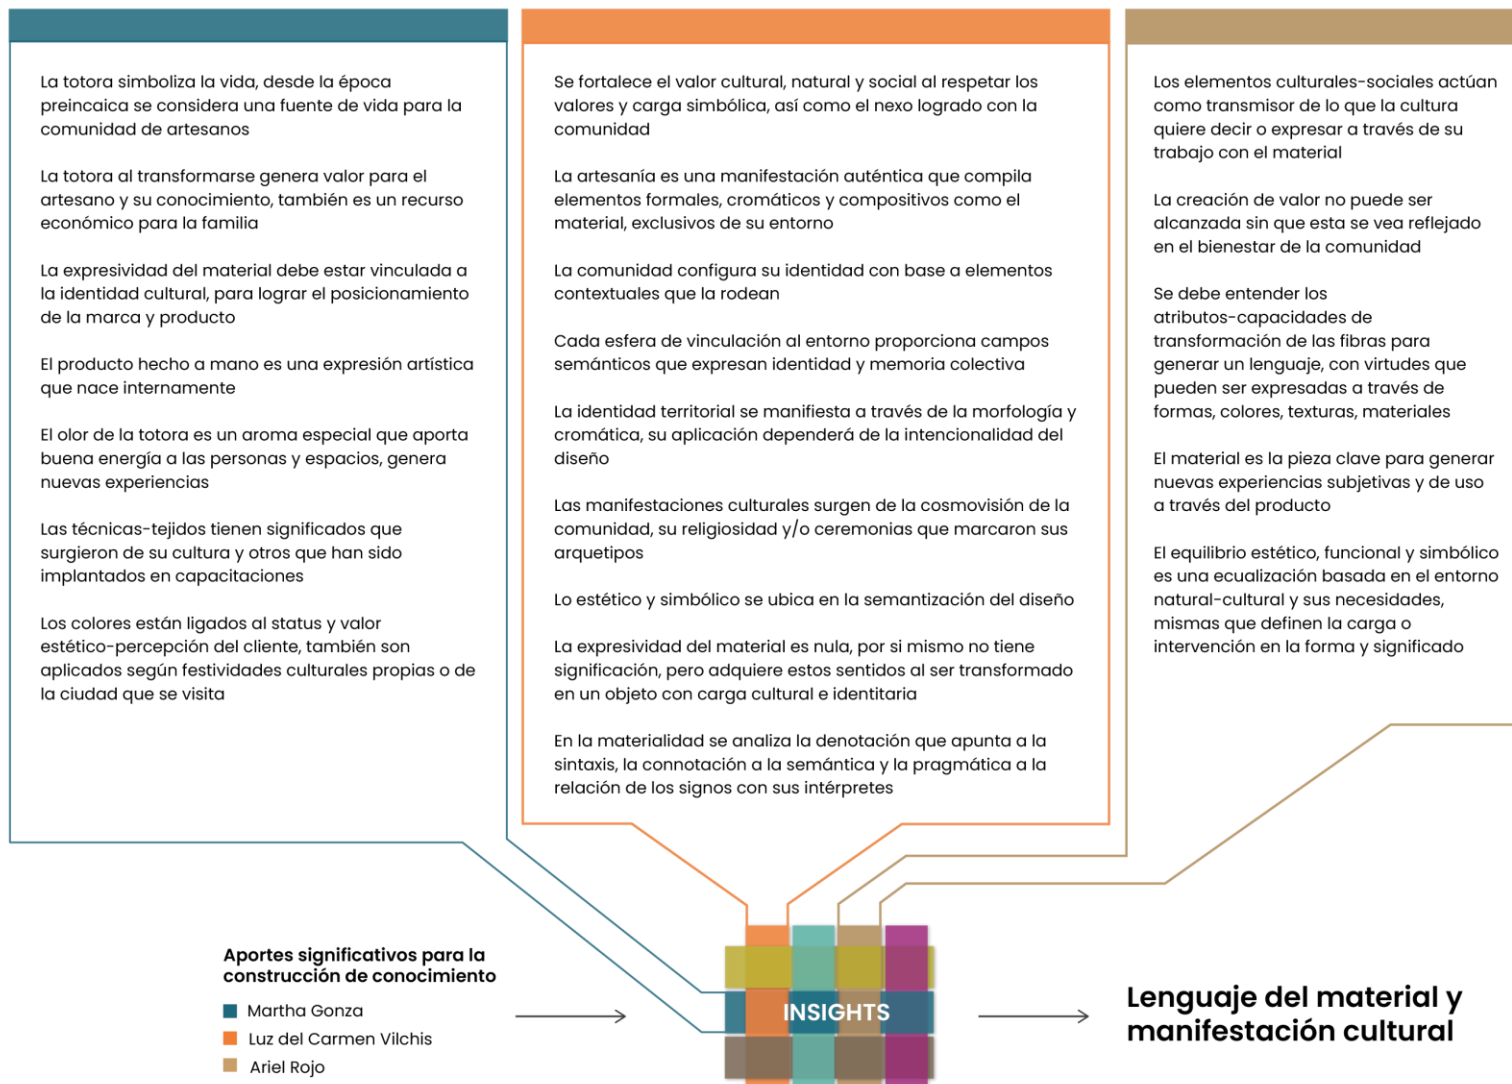 La totora simboliza la vida, desde la época
preincaica se considera una fuente de vida para la
comunidad de artesanos
La totora al transformarse genera valor para el
artesano y su conocimiento, también es un recurso
económico para la familia
La expresividad del material debe estar vinculada a
la identidad cultural, para lograr el posicionamiento
de la marca y producto
El producto hecho a mano es una expresión artística
que nace internamente
El olor de la totora es un aroma especial que aporta
buena energía a las personas y espacios, genera
nuevas experiencias
Las técnicas-tejidos tienen significados que
surgieron de su cultura y otros que han sido
implantados en capacitaciones
Los colores están ligados al status y valor
estético-percepción del cliente, también son
aplicados según festividades culturales propias o de
la ciudad que se visita
Se fortalece el valor cultural, natural y social al respetar los
valores y carga simbólica, así como el nexo logrado con la
comunidad
La artesanía es una manifestación auténtica que compila
elementos formales, cromáticos y compositivos como el
material, exclusivos de su entorno
La comunidad configura su identidad con base a elementos
contextuales que la rodean
Cada esfera de vinculación al entorno proporciona campos
semánticos que expresan identidad y memoria colectiva
La identidad territorial se manifiesta a través de la morfología y
cromática, su aplicación dependerá de la intencionalidad del
diseño
Las manifestaciones culturales surgen de la cosmovisión de la
comunidad, su religiosidad y/o ceremonias que marcaron sus
arquetipos
Lo estético y simbólico se ubica en la semantización del diseño
La expresividad del material es nula, por si mismo no tiene
significación, pero adquiere estos sentidos al ser transformado
en un objeto con carga cultural e identitaria
En la materialidad se analiza la denotación que apunta a la
sintaxis, la connotación a la semántica y la pragmática a la
relación de los signos con sus intérpretes
Los elementos culturales-sociales actúan
como transmisor de lo que la cultura
quiere decir o expresar a través de su
trabajo con el material
La creación de valor no puede ser
alcanzada sin que esta se vea reflejado
en el bienestar de la comunidad
Se debe entender los
atributos-capacidades de
transformación de las fibras para
generar un lenguaje, con virtudes que
pueden ser expresadas a través de
formas, colores, texturas, materiales
El material es la pieza clave para generar
nuevas experiencias subjetivas y de uso
a través del producto
El equilibrio estético, funcional y simbólico
es una ecualización basada en el entorno
natural-cultural y sus necesidades,
mismas que definen la carga o
intervención en la forma y significado
Aportes significativos para la
construcción de conocimiento
Martha Gonza
Luz del Carmen Vilchis
Ariel Rojo
INSIGHTS
Lenguaje del material y
manifestación cultural